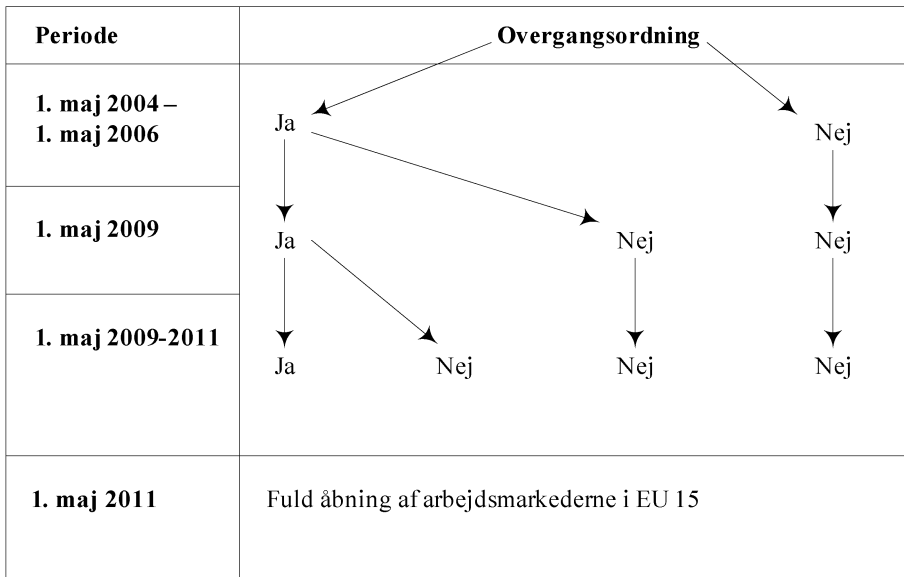 Periode Overgangsordning
1. maj 2004 –
1. maj 2006
Ja Nej
1. maj 2009 Ja Nej Nej
1. maj 2009-2011
Ja Nej Nej Nej
1. maj 2011 Fuld åbning af arbejdsmarkederne i EU 15